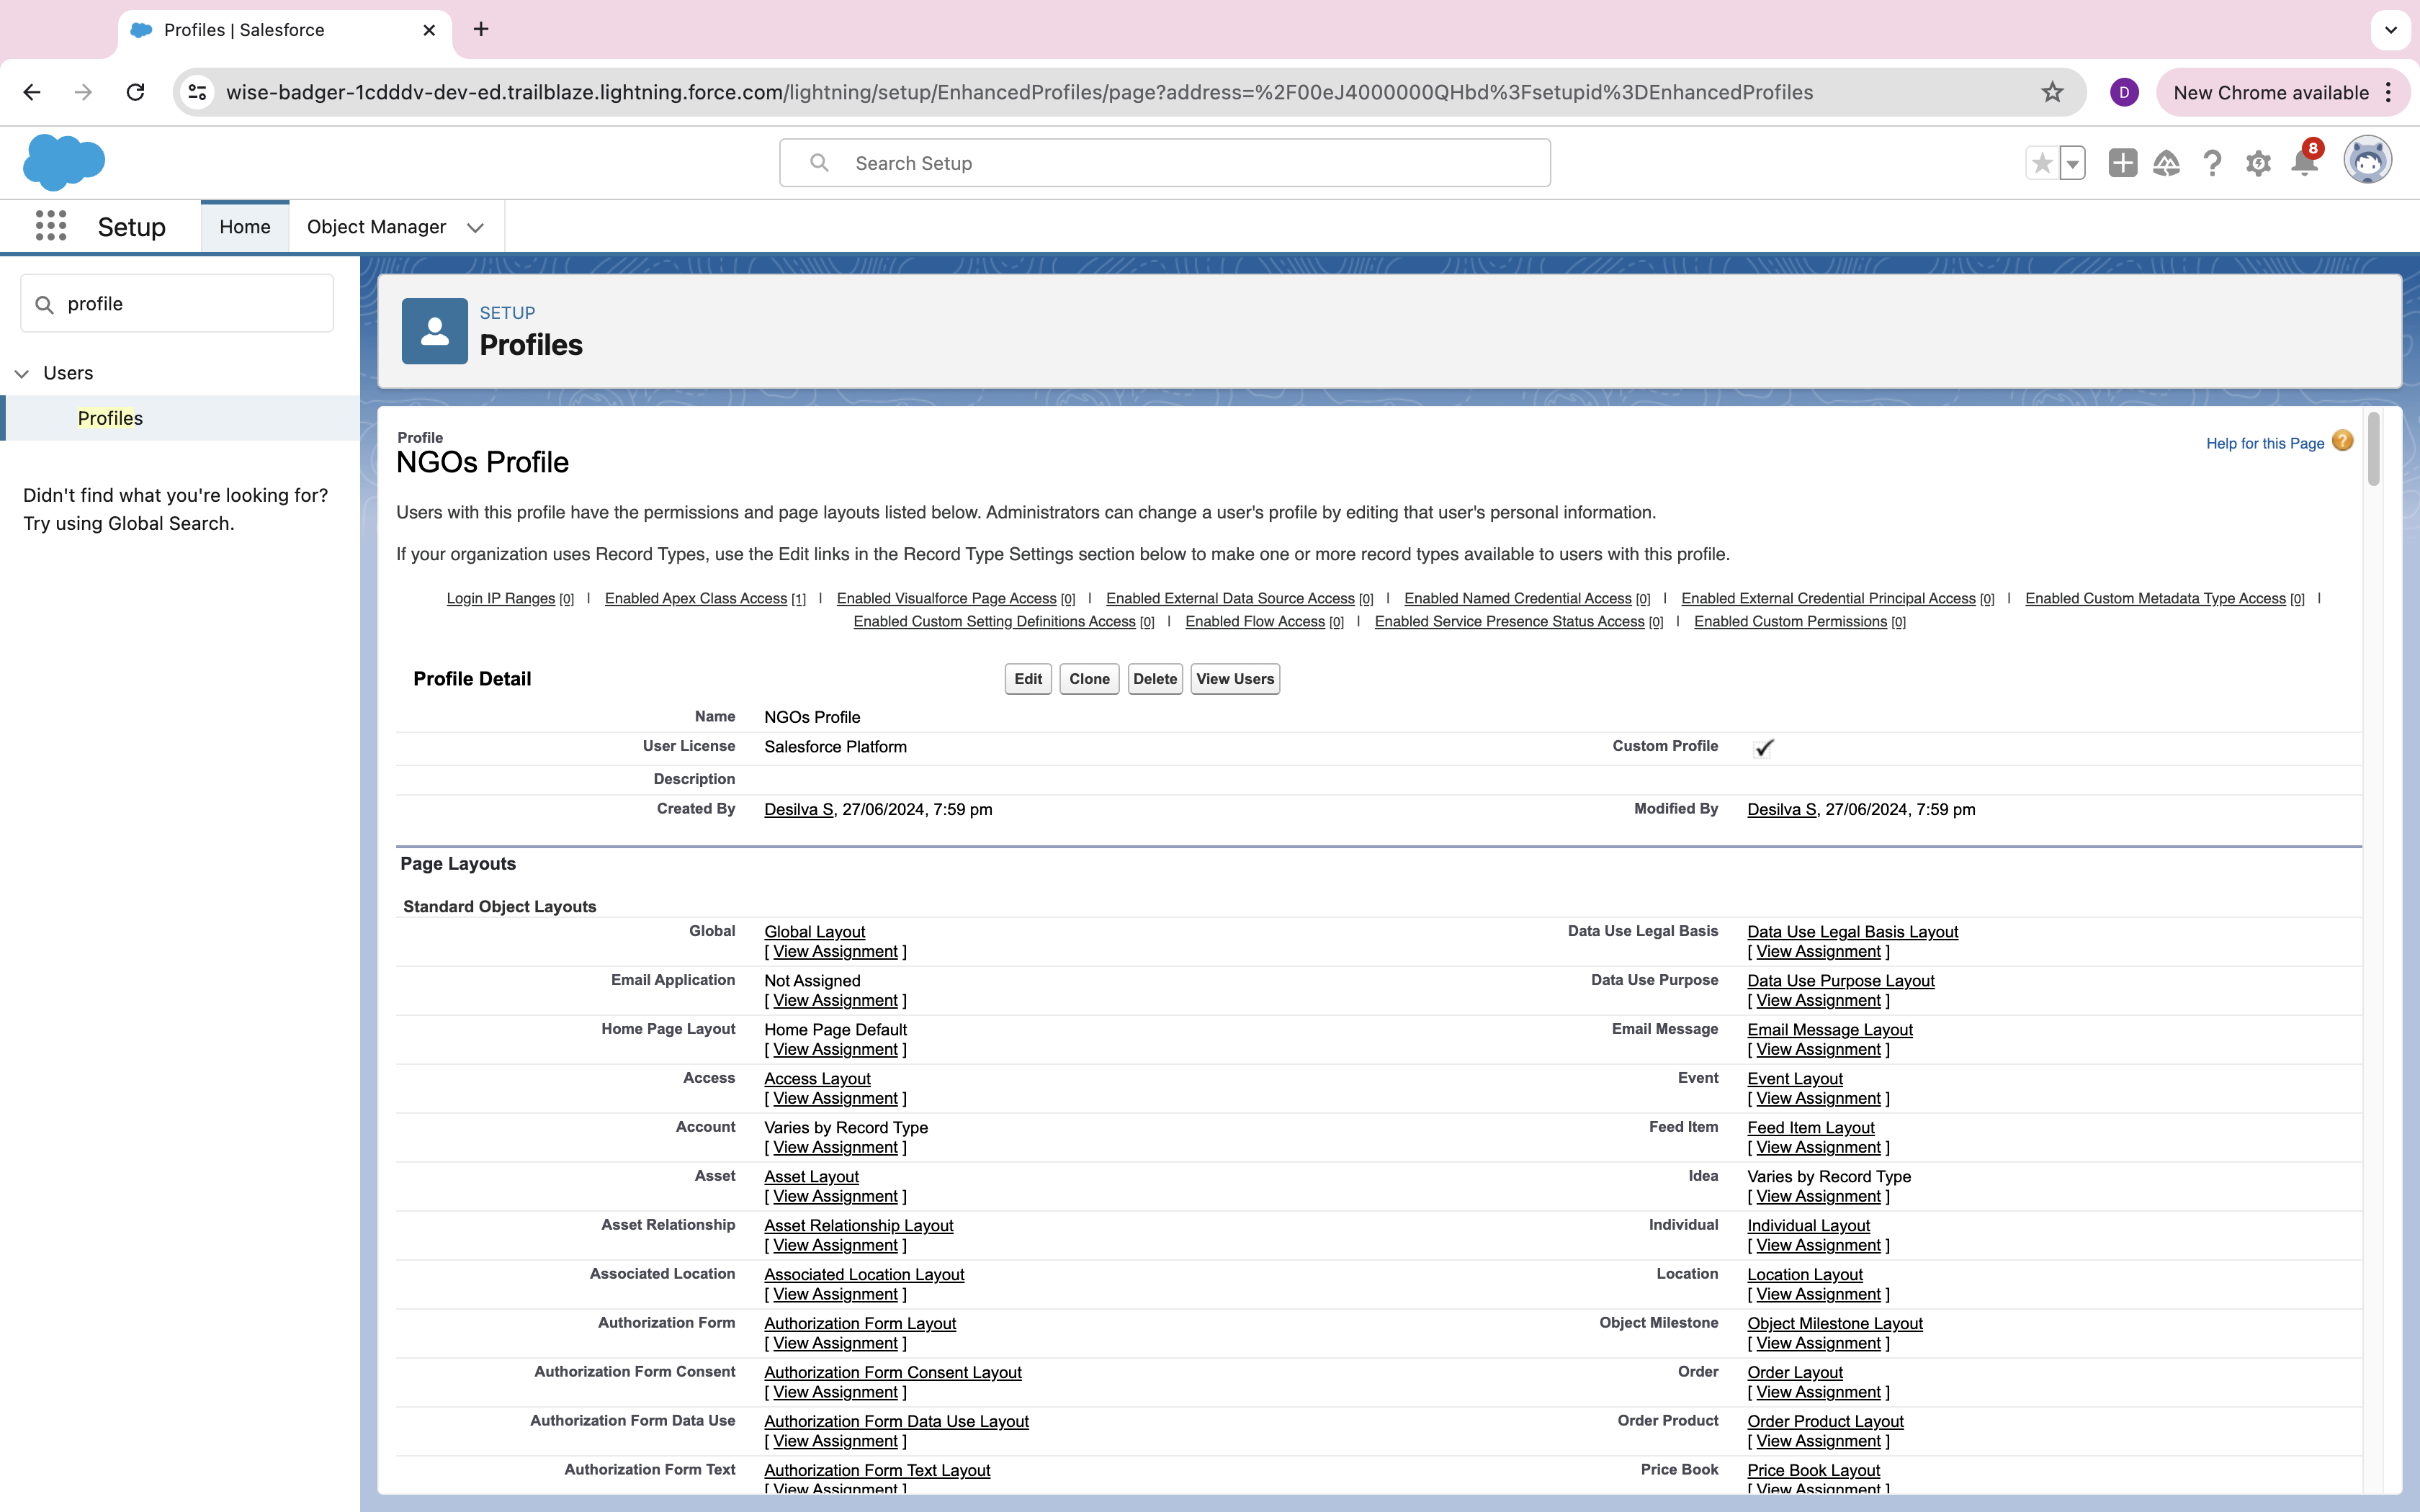 Profiles | Salesforce
wise-badger-1cdddv-dev-ed.trailblaze.lightning.force.com/lightning/setup/EnhancedProfiles/page?address=%2F00eJ4000000QHbd%3Fsetupid%3DEnhancedProfiles
D
New Chrome available
Search Setup
8
Setup
Home
Object Manager
profile
Users
Profiles
Didn't find what you're looking for?
Try using Global Search.
SETUP
Profiles
Profile
NGOs Profile
Help for this Page ?
Users with this profile have the permissions and page layouts listed below. Administrators can change a user's profile by editing that user's personal information.
If your organization uses Record Types, use the Edit links in the Record Type Settings section below to make one or more record types available to users with this profile.
Login IP Ranges [0] | Enabled Apex Class Access [1] | Enabled Visualforce Page Access [0] | Enabled External Data Source Access [0] | Enabled Named Credential Access [0] | Enabled External Credential Principal Access [0] | Enabled Custom Metadata Type Access [0] |
Enabled Custom Setting Definitions Access [0] | Enabled Flow Access [0] | Enabled Service Presence Status Access [0] | Enabled Custom Permissions [0]
Profile Detail Edit Clone Delete View Users
Name NGOs Profile
User License Salesforce Platform Custom Profile
Description
Created By Desilva S, 27/06/2024, 7:59 pm Modified By Desilva S, 27/06/2024, 7:59 pm
Page Layouts
Standard Object Layouts
Global Global Layout Data Use Legal Basis Data Use Legal Basis Layout
[ View Assignment ] [ View Assignment ]
Email Application Not Assigned Data Use Purpose Data Use Purpose Layout
[ View Assignment ] [ View Assignment ]
Home Page Layout Home Page Default Email Message Email Message Layout
[ View Assignment ] [ View Assignment ]
Access Access Layout Event Event Layout
[ View Assignment ] [ View Assignment ]
Account Varies by Record Type Feed Item Feed Item Layout
[ View Assignment ] [ View Assignment ]
Asset Asset Layout Idea Varies by Record Type
[ View Assignment ] [ View Assignment ]
Asset Relationship Asset Relationship Layout Individual Individual Layout
[ View Assignment ] [ View Assignment ]
Associated Location Associated Location Layout Location Location Layout
[ View Assignment ] [ View Assignment ]
Authorization Form Authorization Form Layout Object Milestone Object Milestone Layout
[ View Assignment ] [ View Assignment ]
Authorization Form Consent Authorization Form Consent Layout Order Order Layout
[ View Assignment ] [ View Assignment ]
Authorization Form Data Use Authorization Form Data Use Layout Order Product Order Product Layout
[ View Assignment ] [ View Assignment ]
Authorization Form Text Authorization Form Text Layout Price Book Price Book Layout
[ View Assignment ] [ View Assignment ]